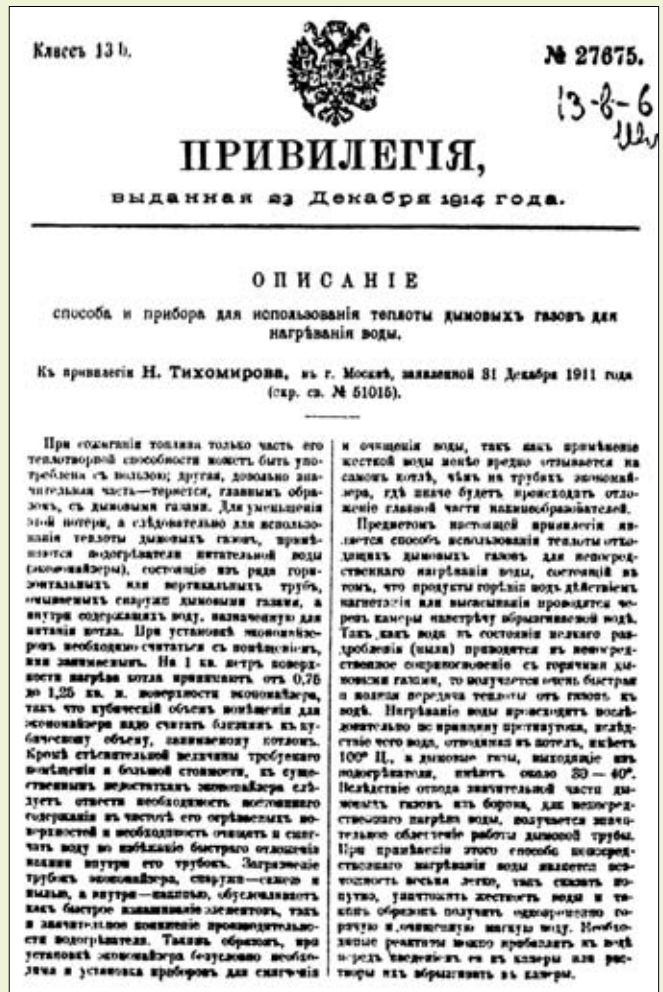 Классъ 13 b.
№ 27675.
13-в-6
ПРИВИЛЕГІЯ,
выданная 23 Декабря 1914 года.
ОПИСАНІЕ
способа и прибора для использованія теплоты дымовыхъ газовъ для
нагрѣванія воды.
Къ привилегіи Н. Тихомирова, въ г. Москвѣ, заявленной 31 Декабря 1911 года
(охр. св. № 51015).
При сожиганіи топлива только часть его
теплотворной способности можетъ быть упо-
треблена съ пользою; другая, довольно зна-
чительная часть—теряется, главнымъ обра-
зомъ, съ дымовыми газами. Для уменьшенія
этой потери, а слѣдовательно для использо-
ванія теплоты дымовыхъ газовъ, примѣ-
няются подогрѣватели питательной воды
(экономайзеры), состоящіе изъ ряда гори-
зонтальныхъ или вертикальныхъ трубъ,
омываемыхъ снаружи дымовыми газами, а
внутри содержащихъ воду, назначенную для
питанія котла. При установкѣ экономайзе-
ровъ необходимо считаться съ помѣщеніемъ,
ими занимаемымъ. На 1 кв. метръ поверх-
ности нагрѣва котла принимаютъ отъ 0,75
до 1,25 кв. м. поверхности экономайзера,
такъ что кубическій объемъ помѣщенія для
экономайзера надо считать близкимъ къ ку-
бическому объему, занимаемому котломъ.
Кромѣ стѣснительной величины требуемаго
помѣщенія и большой стоимости, къ суще-
ственнымъ недостаткамъ экономайзера слѣ-
дуетъ отнести необходимость постояннаго
содержанія въ чистотѣ его огрѣваемыхъ по-
верхностей и необходимость очищать и смяг-
чать воду во избѣжаніе быстраго отложенія
накипи внутри его трубокъ. Загрязненіе
трубокъ экономайзера, снаружи—сажею и
пылью, а внутри—накипью, обусловливаетъ
какъ быстрое изнашиваніе элементовъ, такъ
и значительное пониженіе производительно-
сти водогрѣвателя. Такимъ образомъ, при
установкѣ экономайзера безусловно необхо-
дима и установка приборовъ для смягченія
и очищенія воды, такъ какъ примѣненіе
жесткой воды менѣе вредно отзывается на
самомъ котлѣ, чѣмъ на трубкахъ экономай-
зера, гдѣ иначе будетъ происходить отло-
женіе главной части накипеобразователей.
Предметомъ настоящей привилегіи яв-
ляется способъ использованія теплоты отхо-
дящихъ дымовыхъ газовъ для непосред-
ственнаго нагрѣванія воды, состоящій въ
томъ, что продукты горѣнія подъ дѣйствіемъ
нагнетанія или высасыванія проводятся че-
резъ камеры навстрѣчу вбрызгиваемой водѣ.
Такъ какъ вода въ состояніи мелкаго раз-
дробленія (пыли) приводится въ непосред-
ственное соприкосновеніе съ горячими ды-
мовыми газами, то получается очень быстрая
и полная передача теплоты отъ газовъ къ
водѣ. Нагрѣваніе воды происходитъ послѣ-
довательно по принципу противутока, вслѣд-
ствіе чего вода, отводимая въ котелъ, имѣетъ
100° Ц., а дымовые газы, выходящіе изъ
подогрѣвателя, имѣютъ около 30—40°.
Вслѣдствіе отвода значительной части ды-
мовыхъ газовъ изъ борова, для непосред-
ственнаго нагрѣва воды, получается значи-
тельное облегченіе работы дымовой трубы.
При примѣненіи этого способа непосред-
ственнаго нагрѣванія воды является воз-
можность весьма легко, такъ сказать по-
путно, уничтожить жесткость воды и та-
кимъ образомъ получить одновременно го-
рячую и очищенную мягкую воду. Необхо-
димые реактивы можно прибавлять къ водѣ
передъ введеніемъ ея въ камеры или рас-
творы ихъ вбрызгивать въ камеры.